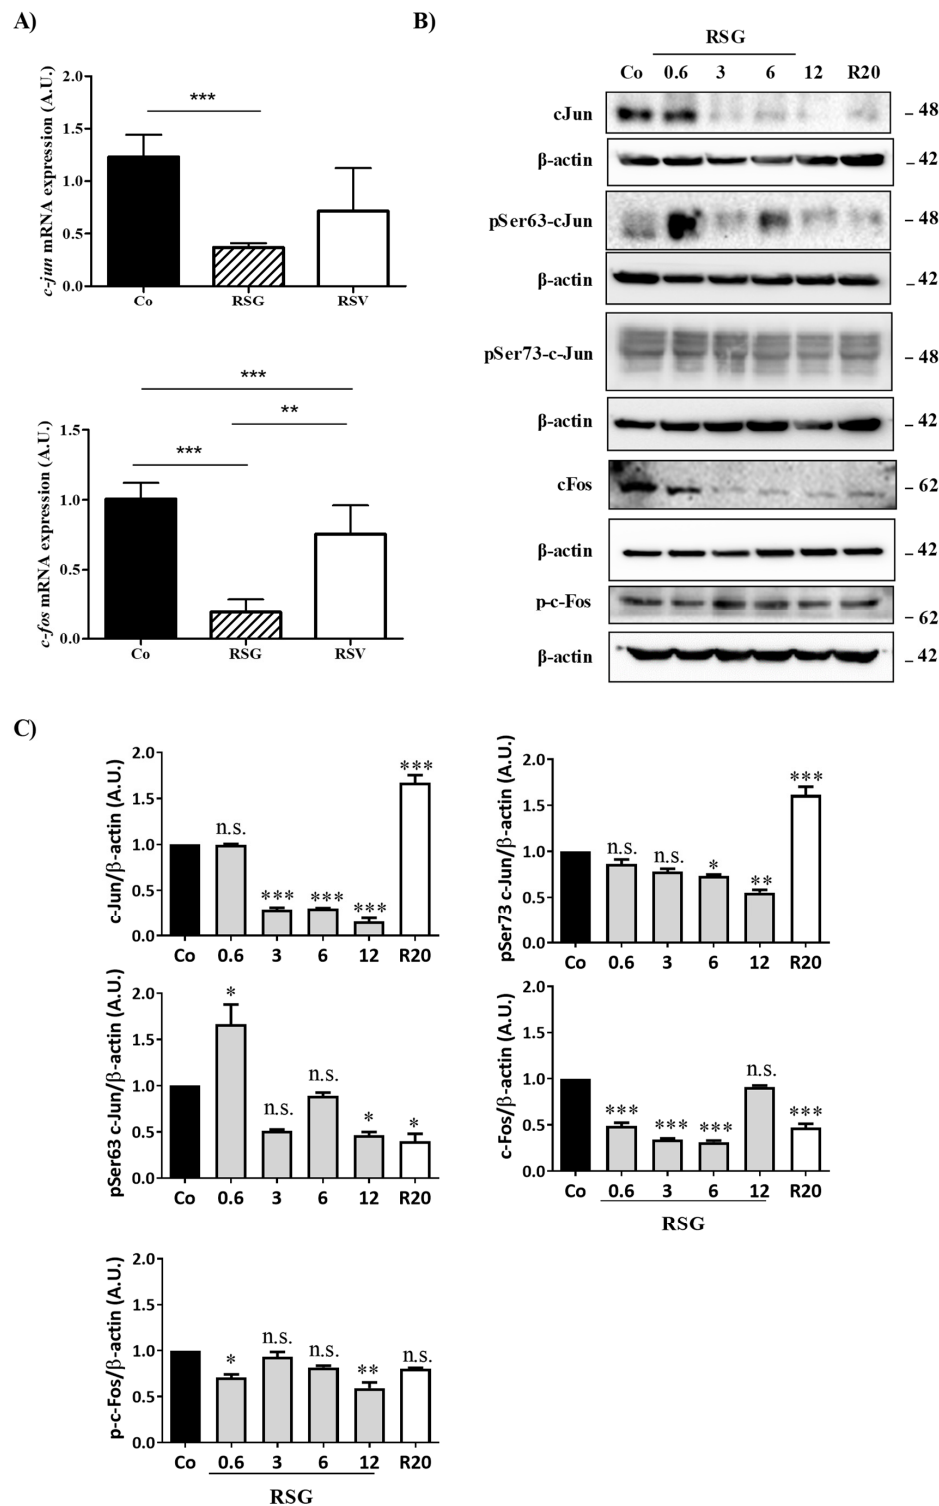 A)
c-jun mRNA expression (A.U.)
2.0
1.5
1.0
0.5
0.0
***
Co RSG RSV
c-fos mRNA expression (A.U.)
1.5
1.0
0.5
0.0
***
**
***
Co RSG RSV
B)
RSG
Co 0.6 3 6 12 R20
cJun 48
β-actin 42
pSer63-cJun 48
β-actin 42
pSer73-c-Jun 48
β-actin 42
cFos 62
β-actin 42
p-c-Fos 62
β-actin 42
C)
c-Jun/β-actin (A.U.)
2.0
1.5
1.0
0.5
0.0
n.s. *** *** *** ***
Co 0.6 3 6 12 R20
pSer73 c-Jun/β-actin (A.U.)
2.0
1.5
1.0
0.5
0.0
n.s. n.s. * ** ***
Co 0.6 3 6 12 R20
pSer63 c-Jun/β-actin (A.U.)
2.0
1.5
1.0
0.5
0.0
* n.s. n.s. * *
Co 0.6 3 6 12 R20
c-Fos/β-actin (A.U.)
2.0
1.5
1.0
0.5
0.0
*** *** *** n.s. ***
Co 0.6 3 6 12 R20
RSG
p-c-Fos/β-actin (A.U.)
2.0
1.5
1.0
0.5
0.0
* n.s. n.s. ** n.s.
Co 0.6 3 6 12 R20
RSG